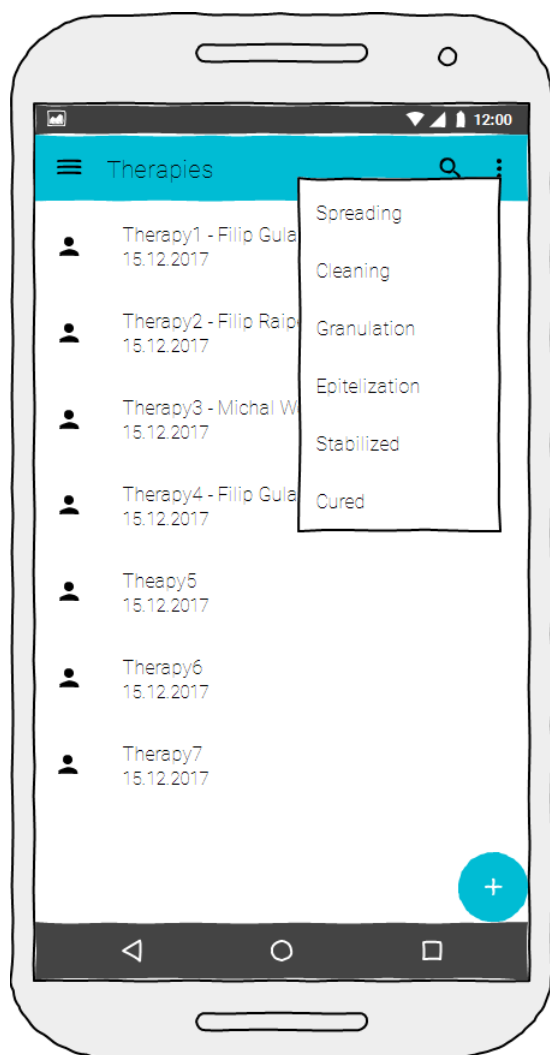 12:00
Therapies
Spreading
Cleaning
Granulation
Epitelization
Stabilized
Cured
Therapy1 - Filip Gula
15.12.2017
Therapy2 - Filip
15.12.2017
Therapy3 - Michal
15.12.2017
Therapy4 - Filip Gula
15.12.2017
Theapy5
15.12.2017
Therapy6
15.12.2017
Therapy7
15.12.2017